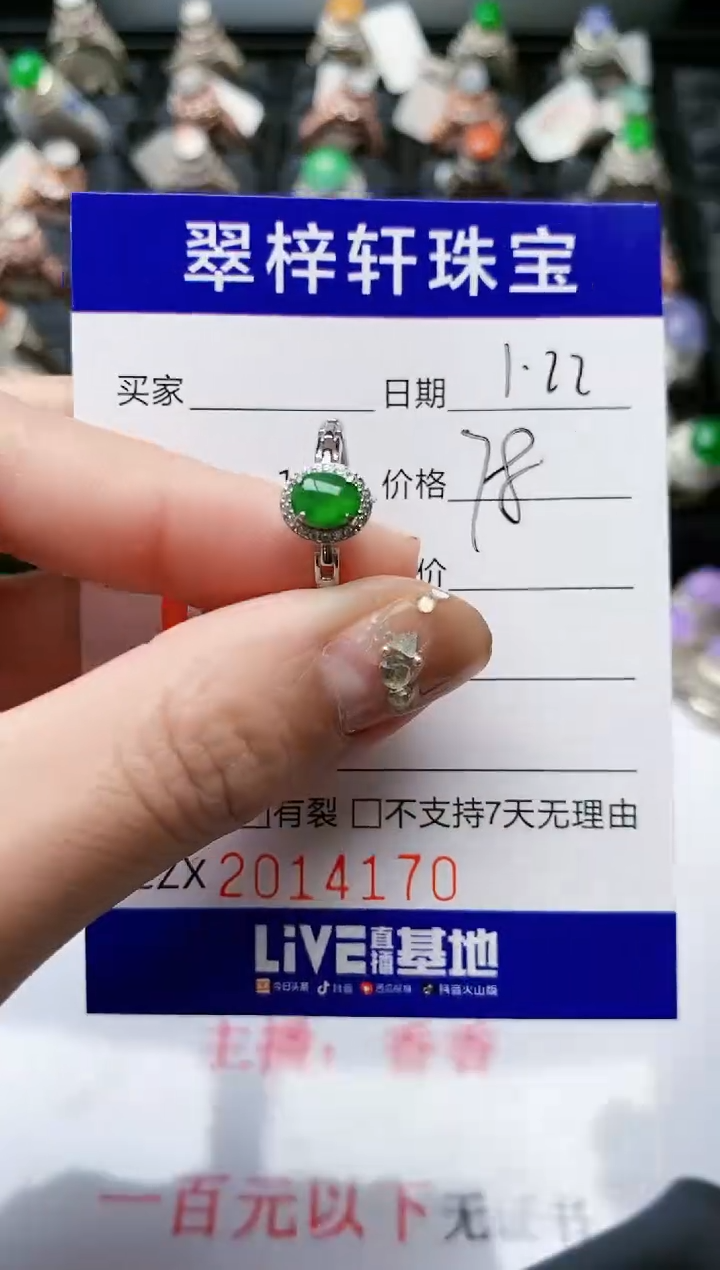 翠梓轩珠宝
买家 日期 1.22
价格 78
价
有裂 □不支持7天无理由
ZX 2014170
LiVE直播基地
今日头条 抖音 西瓜视频 抖音火山版
主播：香香
一百元以下无证书